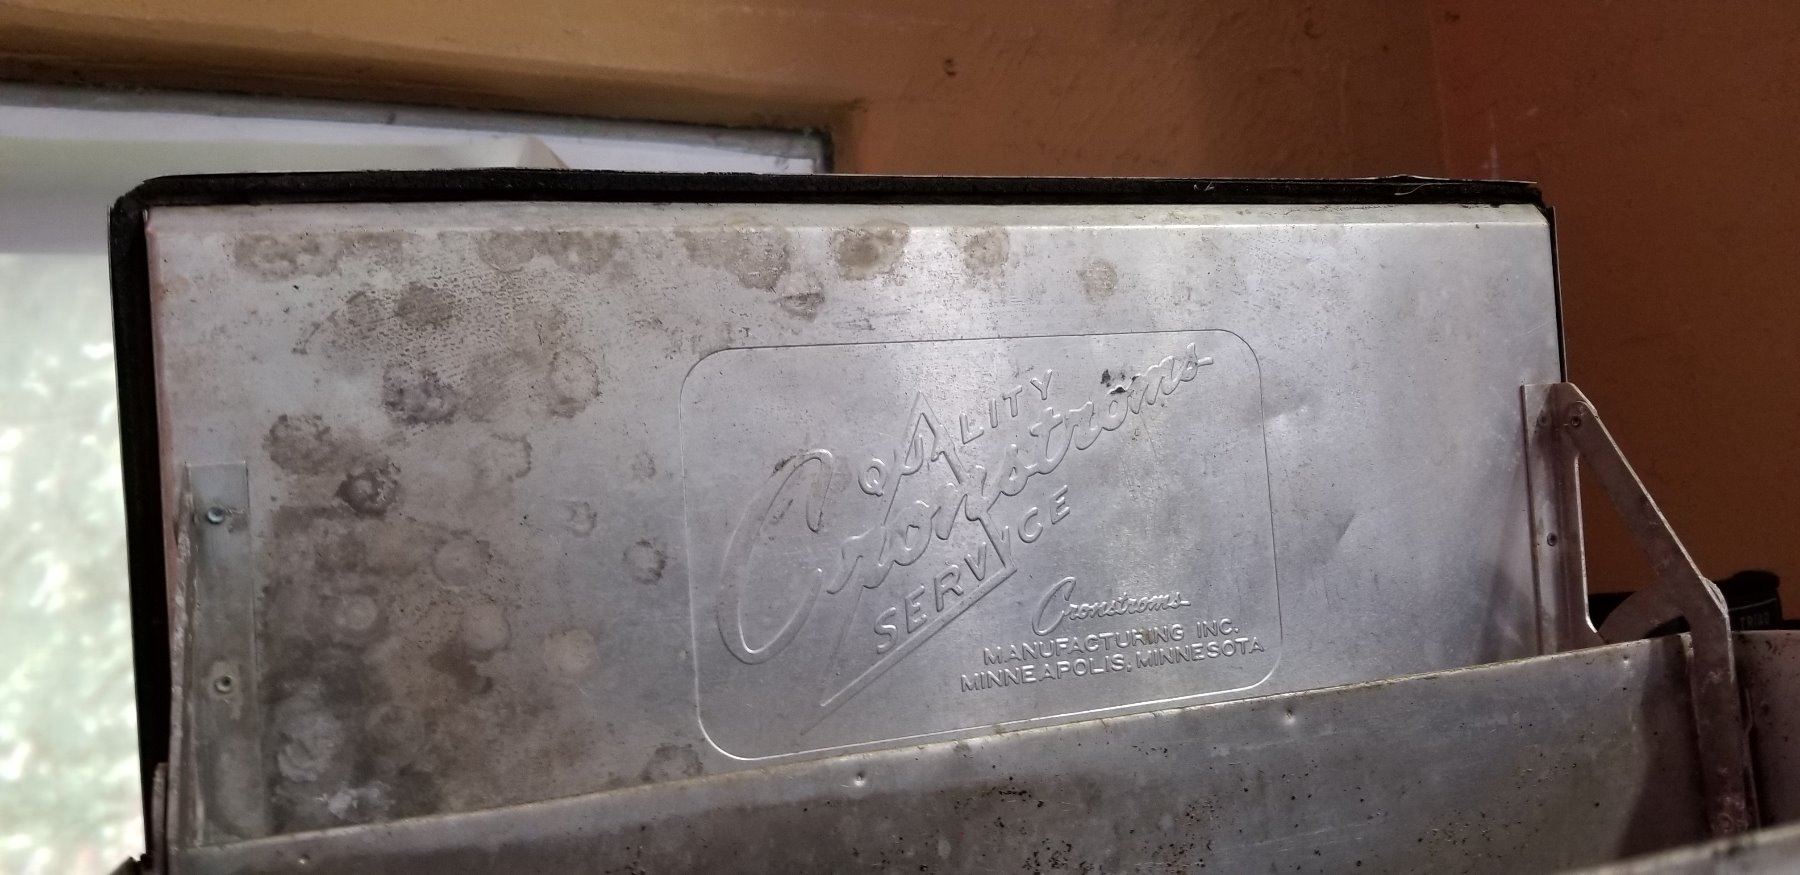 QUALITY
Cronstroms
SERVICE
Cronstroms
MANUFACTURING INC.
MINNEAPOLIS, MINNESOTA